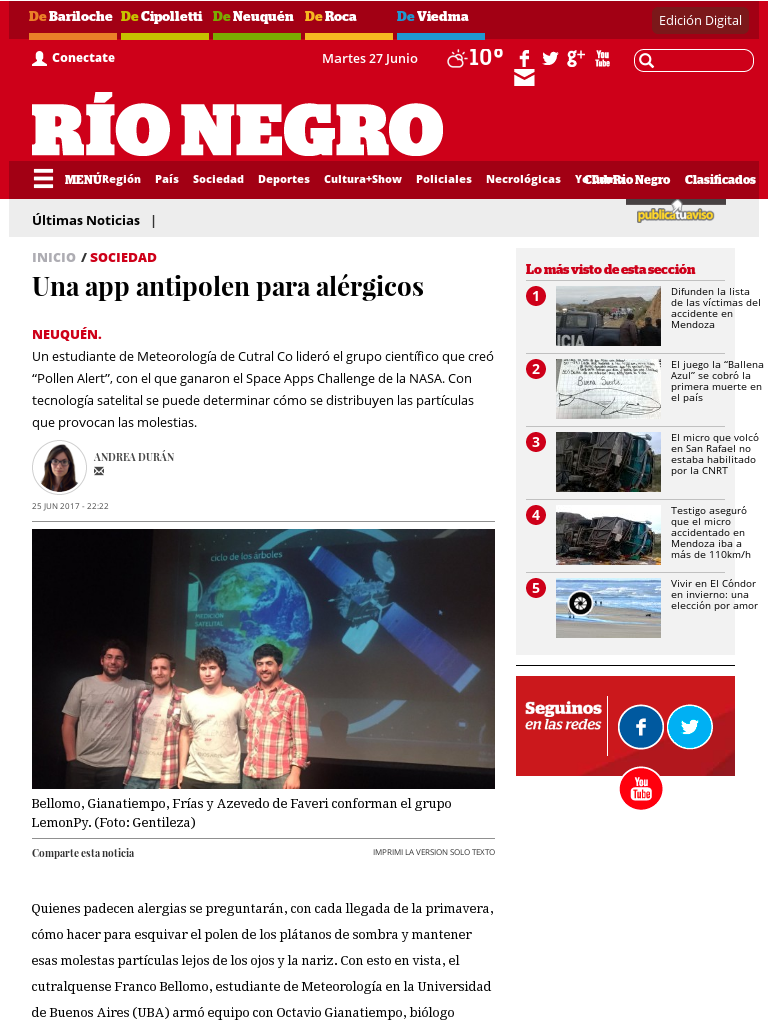 De Bariloche
De Cipolletti
De Neuquén
De Roca
De Viedma
Edición Digital
Conectate
Martes 27 Junio
10º
You Tube
RÍO NEGRO
MENÚ
Región
País
Sociedad
Deportes
Cultura+Show
Policiales
Necrológicas
Club Rio Negro
Clasificados
Últimas Noticias |
publicatuaviso
INICIO / SOCIEDAD
Una app antipolen para alérgicos
NEUQUÉN.
Un estudiante de Meteorología de Cutral Co lideró el grupo científico que creó
“Pollen Alert”, con el que ganaron el Space Apps Challenge de la NASA. Con
tecnología satelital se puede determinar cómo se distribuyen las partículas
que provocan las molestias.
ANDREA DURÁN
25 JUN 2017 - 22:22
ciclo de los árboles
MEDICIÓN
SATELITAL
Bellomo, Gianatiempo, Frías y Azevedo de Faveri conforman el grupo
LemonPy. (Foto: Gentileza)
Comparte esta noticia
IMPRIMI LA VERSION SOLO TEXTO
Quienes padecen alergias se preguntarán, con cada llegada de la primavera,
cómo hacer para esquivar el polen de los plátanos de sombra y mantener
esas molestas partículas lejos de los ojos y la nariz. Con esto en vista, el
cutralquense Franco Bellomo, estudiante de Meteorología en la Universidad
de Buenos Aires (UBA) armó equipo con Octavio Gianatiempo, biólogo
Lo más visto de esta sección
1
Difunden la lista
de las víctimas del
accidente en
Mendoza
2
El juego la “Ballena
Azul” se cobró la
primera muerte en
el país
3
El micro que volcó
en San Rafael no
estaba habilitado
por la CNRT
4
Testigo aseguró
que el micro
accidentado en
Mendoza iba a
más de 110km/h
5
Vivir en El Cóndor
en invierno: una
elección por amor
Seguinos
en las redes
You
Tube